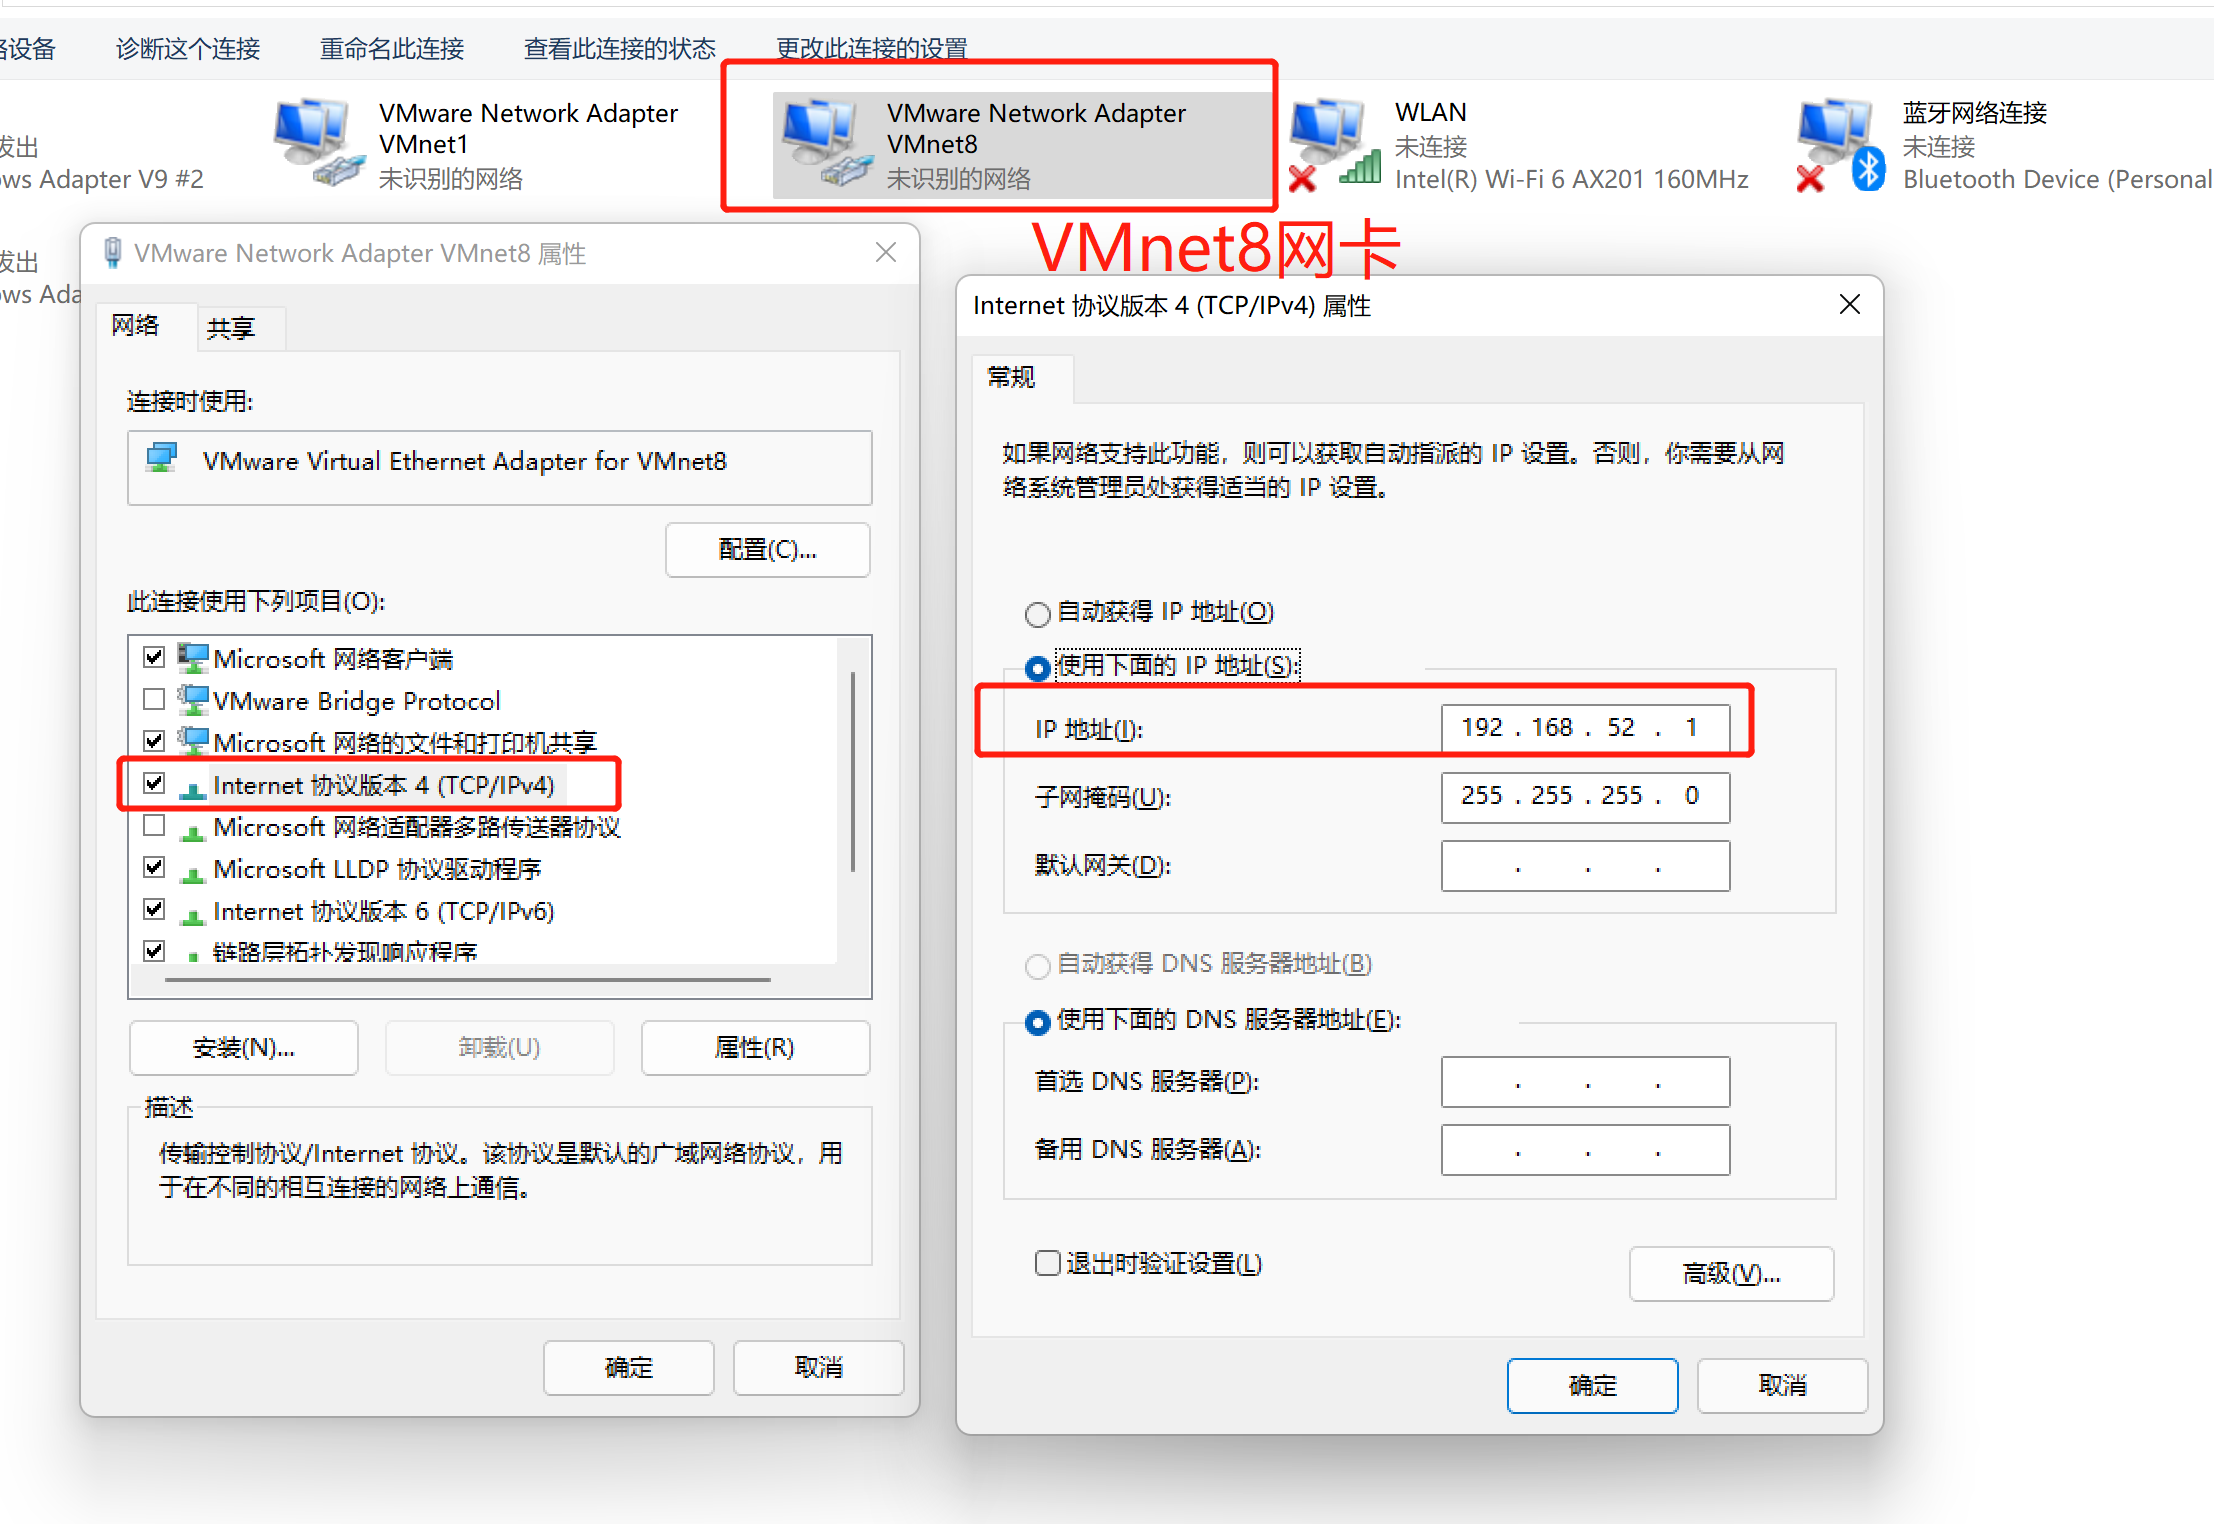 络设备 诊断这个连接 重命名此连接 查看此连接的状态 更改此连接的设置
拔出
ows Adapter V9 #2
VMware Network Adapter
VMnet1
未识别的网络
VMware Network Adapter
VMnet8
未识别的网络
WLAN
未连接
Intel(R) Wi-Fi 6 AX201 160MHz
蓝牙网络连接
未连接
Bluetooth Device (Personal
拔出
ows Ada
VMnet8网卡
VMware Network Adapter VMnet8 属性
网络 共享
连接时使用:
VMware Virtual Ethernet Adapter for VMnet8
配置(C)...
此连接使用下列项目(O):
Microsoft 网络客户端
VMware Bridge Protocol
Microsoft 网络的文件和打印机共享
Internet 协议版本 4 (TCP/IPv4)
Microsoft 网络适配器多路传送器协议
Microsoft LLDP 协议驱动程序
Internet 协议版本 6 (TCP/IPv6)
链路层拓扑发现响应程序
安装(N)... 卸载(U) 属性(R)
描述
传输控制协议/Internet 协议。该协议是默认的广域网络协议，用
于在不同的相互连接的网络上通信。
确定 取消
Internet 协议版本 4 (TCP/IPv4) 属性
常规
如果网络支持此功能，则可以获取自动指派的 IP 设置。否则，你需要从网
络系统管理员处获得适当的 IP 设置。
自动获得 IP 地址(O)
使用下面的 IP 地址(S):
IP 地址(I): 192 . 168 . 52 . 1
子网掩码(U): 255 . 255 . 255 . 0
默认网关(D): . . .
自动获得 DNS 服务器地址(B)
使用下面的 DNS 服务器地址(E):
首选 DNS 服务器(P): . . .
备用 DNS 服务器(A): . . .
退出时验证设置(L)
高级(V)...
确定 取消